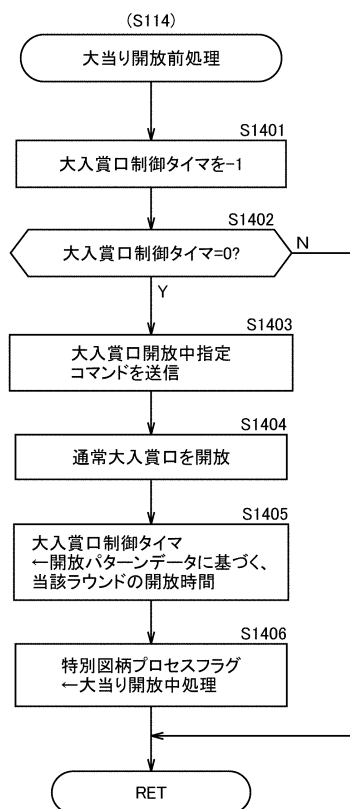 (S114)
大当り開放前処理
S1401
大入賞口制御タイマを-1
S1402
大入賞口制御タイマ=0?
N
Y
S1403
大入賞口開放中指定
コマンドを送信
S1404
通常大入賞口を開放
S1405
大入賞口制御タイマ
←開放パターンデータに基づく、
当該ラウンドの開放時間
S1406
特別図柄プロセスフラグ
←大当り開放中処理
RET